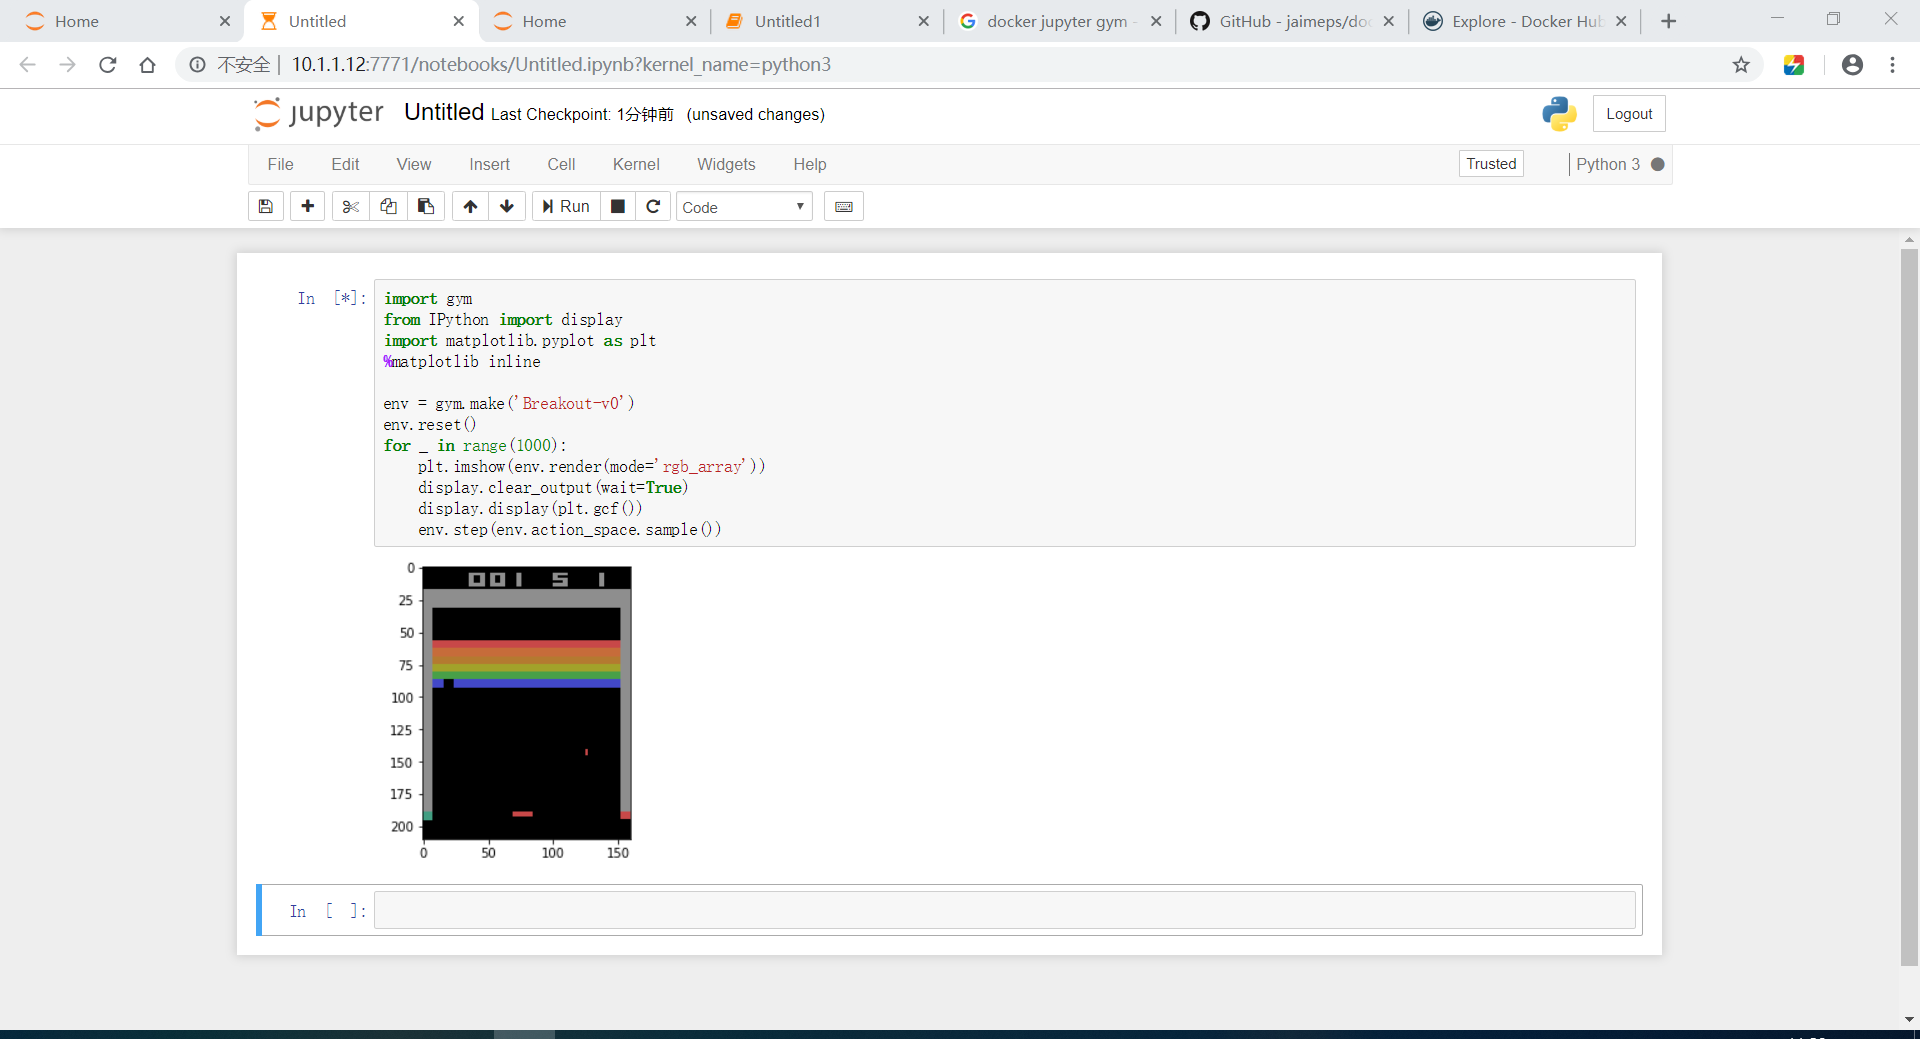 Home
Untitled
Home
Untitled1
docker jupyter gym -
GitHub - jaimeps/doc
Explore - Docker Hub
不安全 | 10.1.1.12:7771/notebooks/Untitled.ipynb?kernel_name=python3
jupyter Untitled Last Checkpoint: 1分钟前 (unsaved changes) Logout
File Edit View Insert Cell Kernel Widgets Help Trusted Python 3
Run Code
In [*]:
import gym
from IPython import display
import matplotlib.pyplot as plt
%matplotlib inline
env = gym.make('Breakout-v0')
env.reset()
for _ in range(1000):
    plt.imshow(env.render(mode='rgb_array'))
    display.clear_output(wait=True)
    display.display(plt.gcf())
    env.step(env.action_space.sample())
001 5 1
0
25
50
75
100
125
150
175
200
0 50 100 150
In [ ]: